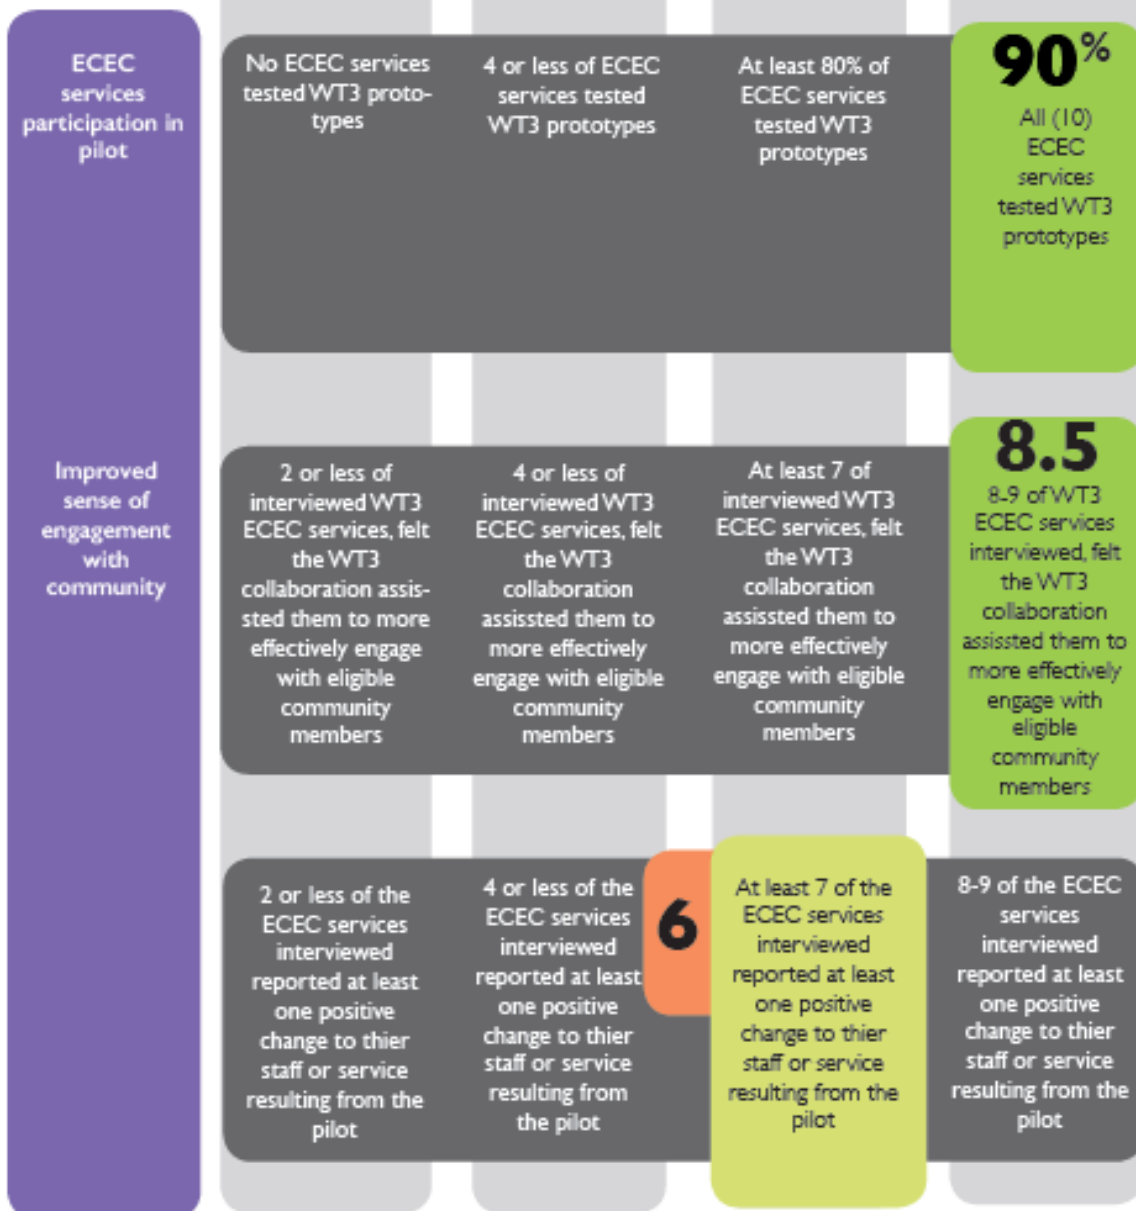 ECEC
services
participation in
pilot
No ECEC services
tested WT3 proto-
types
4 or less of ECEC
services tested
WT3 prototypes
At least 80% of
ECEC services
tested WT3
prototypes
90%
All (10)
ECEC
services
tested WT3
prototypes
Improved
sense of
engagement
with
community
2 or less of
interviewed WT3
ECEC services, felt
the WT3
collaboration assis-
sted them to more
effectively engage
with eligible
community
members
4 or less of
interviewed WT3
ECEC services, felt
the WT3
collaboration
assissted them to
more effectively
engage with eligible
community
members
At least 7 of
interviewed WT3
ECEC services, felt
the WT3
collaboration
assissted them to
more effectively
engage with eligible
community
members
8.5
8-9 of WT3
ECEC services
interviewed, felt
the WT3
collaboration
assissted them to
more effectively
engage with
eligible
community
members
2 or less of the
ECEC services
interviewed
reported at least
one positive
change to thier
staff or service
resulting from the
pilot
4 or less of the
ECEC services
interviewed
reported at least
one positive
change to thier
staff or service
resulting from
the pilot
6
At least 7 of the
ECEC services
interviewed
reported at least
one positive
change to thier
staff or service
resulting from the
pilot
8-9 of the ECEC
services
interviewed
reported at least
one positive
change to thier
staff or service
resulting from the
pilot